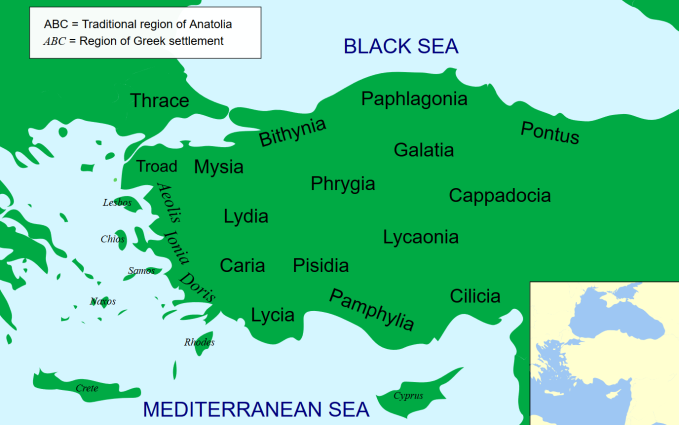 ABC = Traditional region of Anatolia
ABC = Region of Greek settlement
BLACK SEA
Thrace
Paphlagonia
Bithynia
Pontus
Galatia
Troad
Mysia
Phrygia
Cappadocia
Aeolis
Lesbos
Lydia
Chios
Ionia
Lycaonia
Samos
Caria
Pisidia
Doris
Cilicia
Naxos
Lycia
Pamphylia
Rhodes
Crete
Cyprus
MEDITERRANEAN SEA